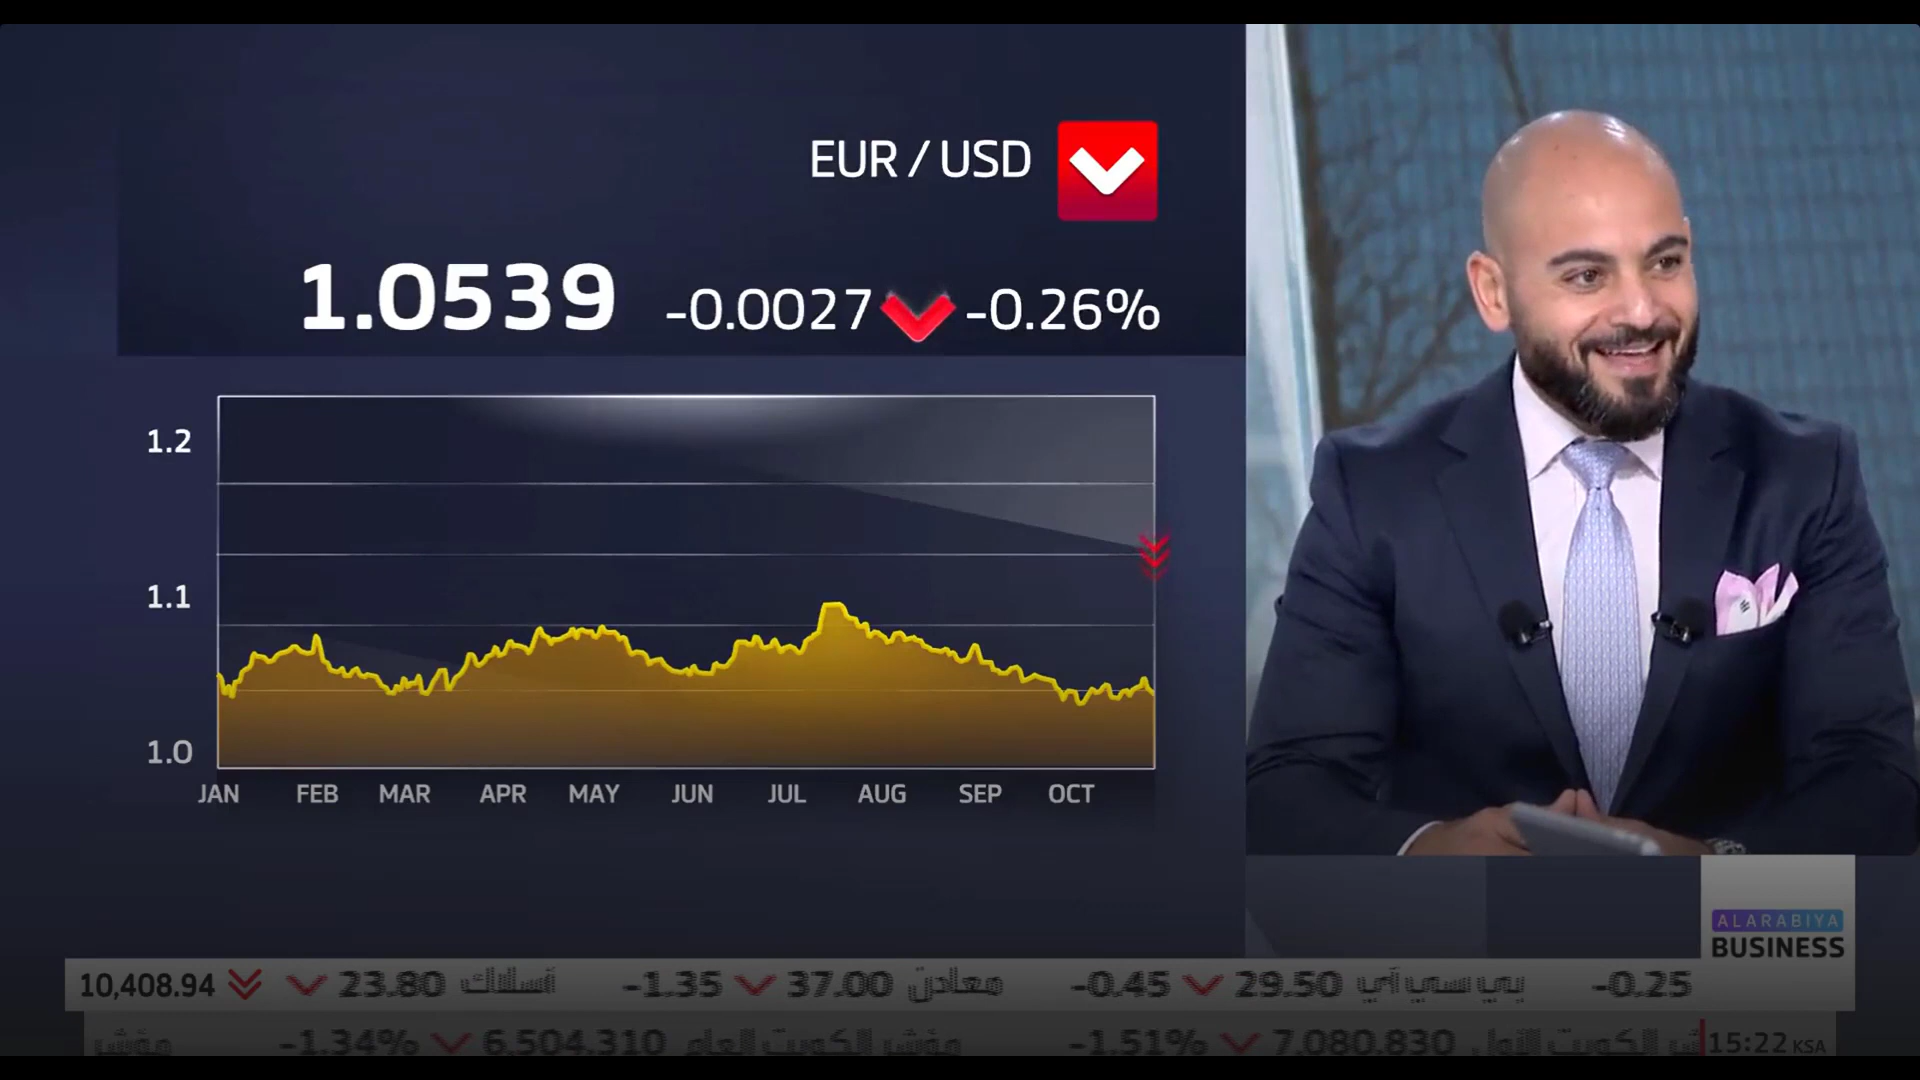 EUR / USD
1.0539 -0.0027 -0.26%
1.2
1.1
1.0
JAN FEB MAR APR MAY JUN JUL AUG SEP OCT
ALARABIYA
BUSINESS
10,408.94 23.80 أسلاك -1.35 37.00 معادن -0.45 29.50 بي سي آي -0.25
مؤشر -1.34% 6,504.310 مؤشر الكويت العام -1.51% 7,080.830 الكويت الأول 15:22 KSA